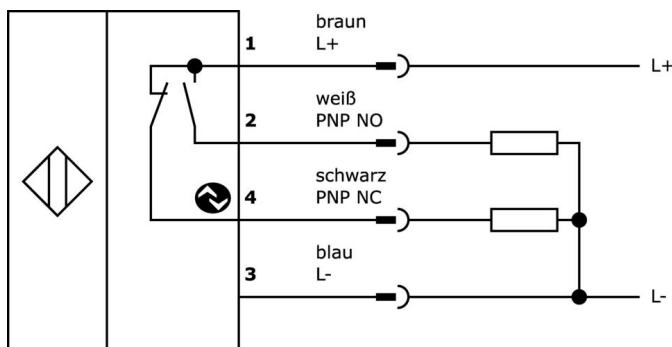 braun
1 L+
L+
weiß
2 PNP NO
schwarz
4 PNP NC
blau
3 L-
L-